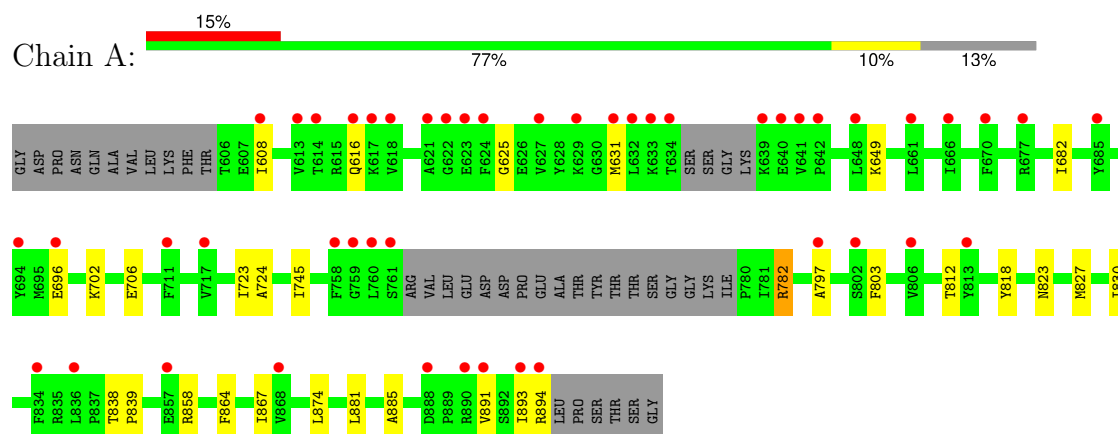 15%
Chain A:
77% 10% 13%
GLY ASP PRO ASN GLN ALA VAL LEU LYS PHE THR T606 E607 I608 V613 T614 R615 Q616 K617 V618 A621 G622 E623 F624 G625 E626 V627 Y628 K629 G630 M631 L632 K633 T634 SER SER GLY LYS K639 E640 V641 P642 L648 K649 L661 I666 F670 R677 I682 Y685
Y694 M695 E696 K702 E706 F711 V717 I723 A724 I745 F758 G759 L760 S761 ARG VAL LEU GLU ASP ASP PRO GLU ALA THR TYR THR THR SER GLY GLY LYS ILE P780 I781 R782 A797 S802 F803 V806 T812 Y813 Y818 N823 M827 I830
F834 R835 L836 P837 T838 P839 E857 R858 F864 I867 V868 L874 L881 A885 D888 P889 R890 V891 S892 I893 R894 LEU PRO SER THR SER GLY